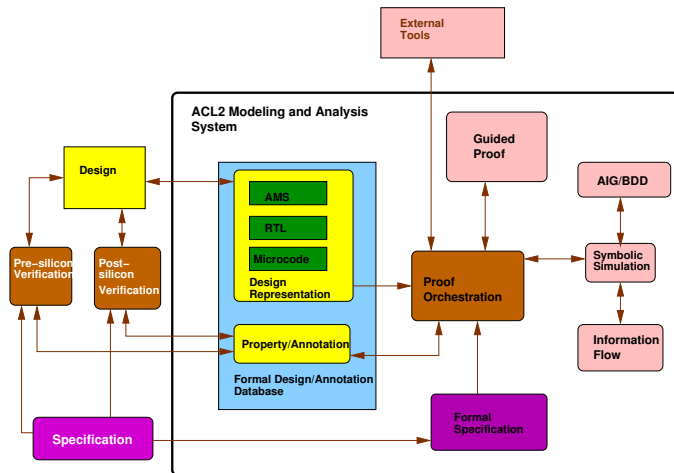 External
Tools
ACL2 Modeling and Analysis
System
Guided
Proof
Design
AMS
RTL
Microcode
Design
Representation
AIG/BDD
Pre-silicon
Verification
Post-
silicon
Verification
Proof
Orchestration
Symbolic
Simulation
Property/Annotation
Information
Flow
Formal Design/Annotation
Database
Specification
Formal
Specification